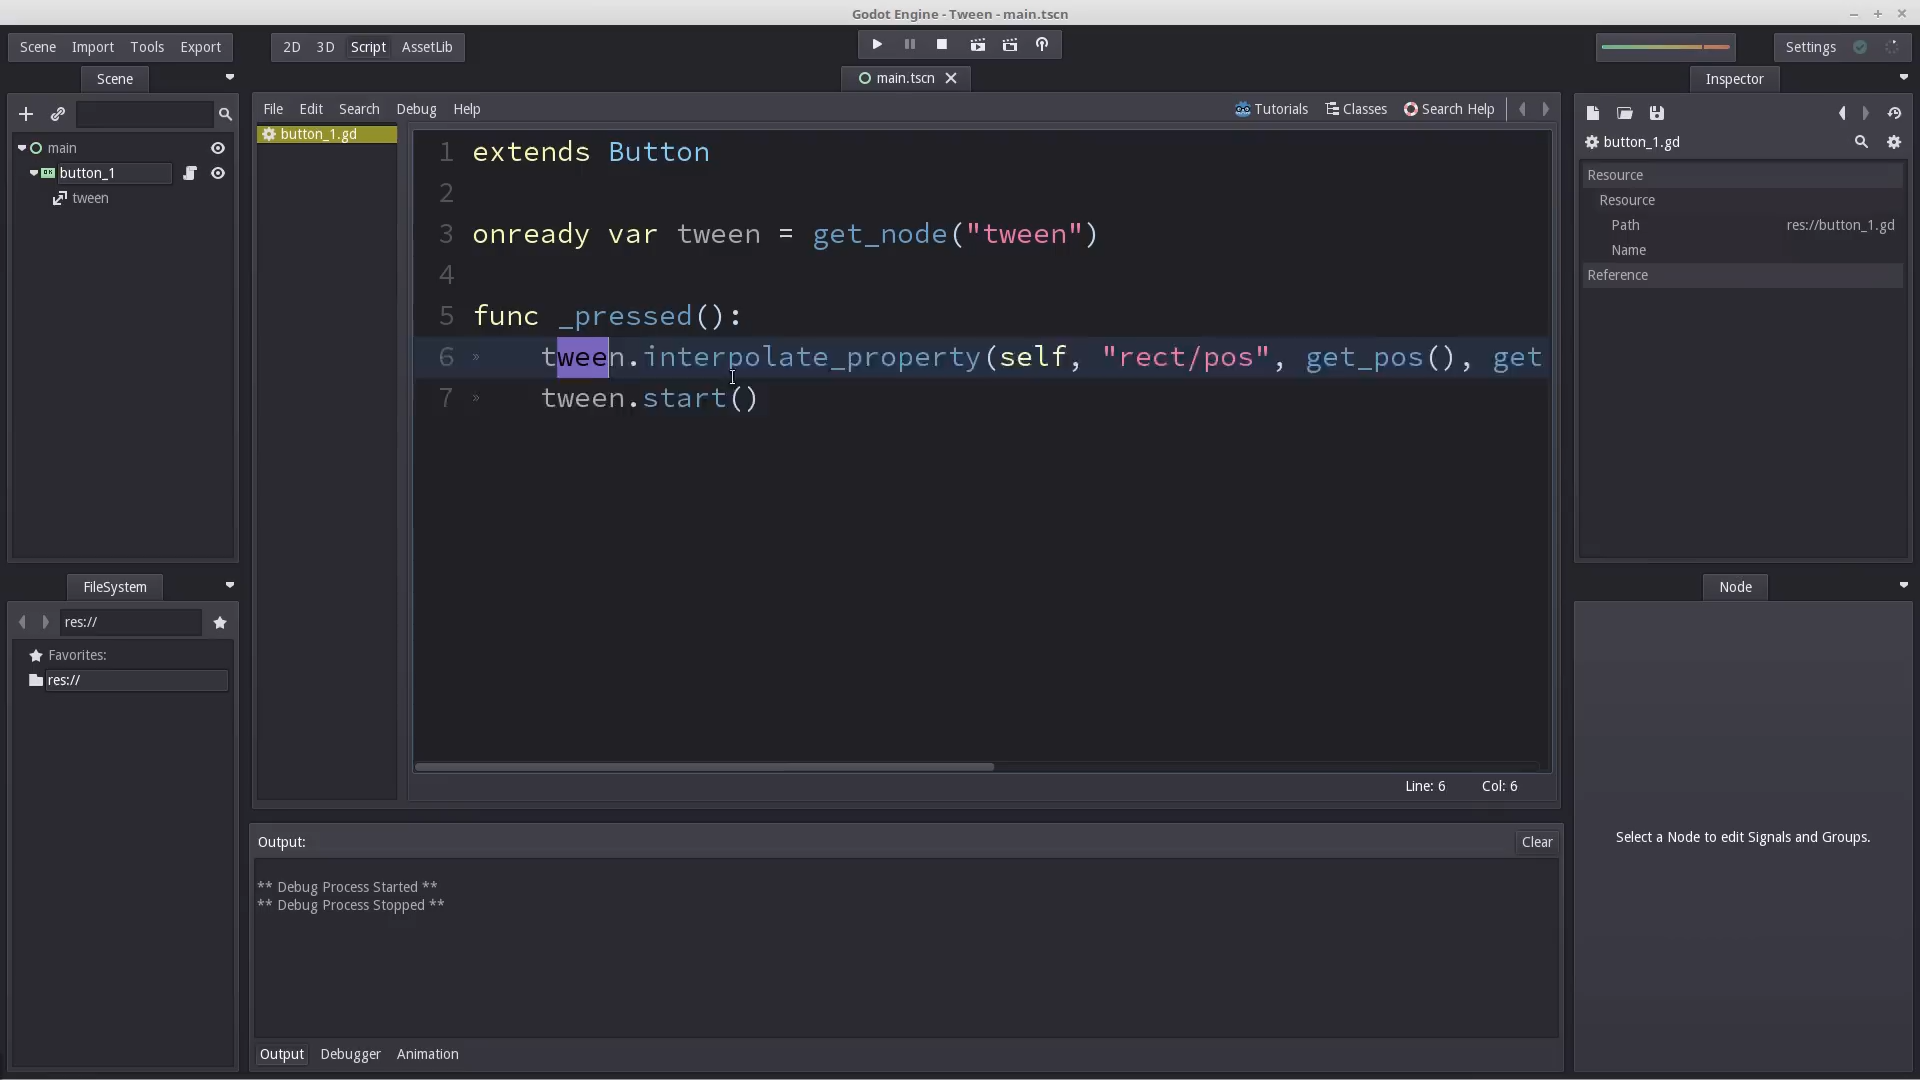 Godot Engine - Tween - main.tscn
Scene Import Tools Export
2D 3D Script AssetLib
Settings
Scene
main.tscn
Inspector
File Edit Search Debug Help
Tutorials Classes Search Help
button_1.gd
main
button_1
tween
button_1.gd
Resource
Resource
Path res://button_1.gd
Name
Reference
1 extends Button
2
3 onready var tween = get_node("tween")
4
5 func _pressed():
6 » tween.interpolate_property(self, "rect/pos", get_pos(), get
7 » tween.start()
Line: 6 Col: 6
FileSystem
res://
Favorites:
res://
Node
Select a Node to edit Signals and Groups.
Output: Clear
** Debug Process Started **
** Debug Process Stopped **
Output Debugger Animation